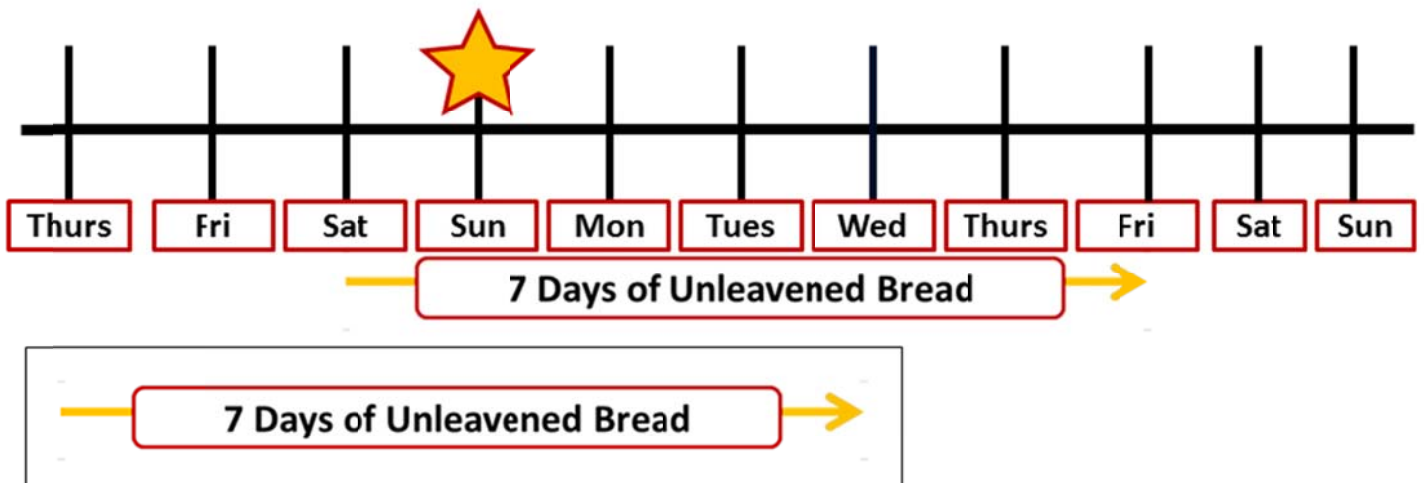 Thurs Fri Sat Sun Mon Tues Wed Thurs Fri Sat Sun
7 Days of Unleavened Bread
7 Days of Unleavened Bread